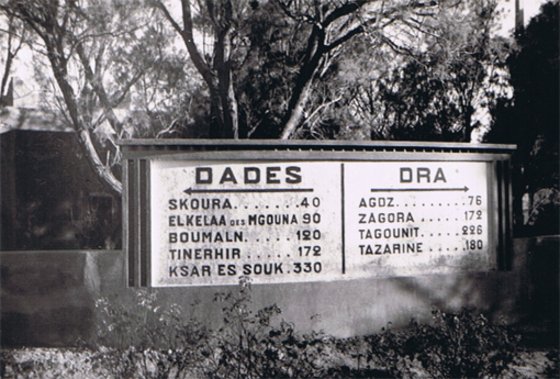 DADES
SKOURA.......40
ELKELAA DES MGOUNA 90
BOUMALN.....120
TINERHIR.....172
KSAR ES SOUK.330
DRA
AGDZ.........76
ZAGORA.......172
TAGOUNIT.....226
TAZARINE.....180